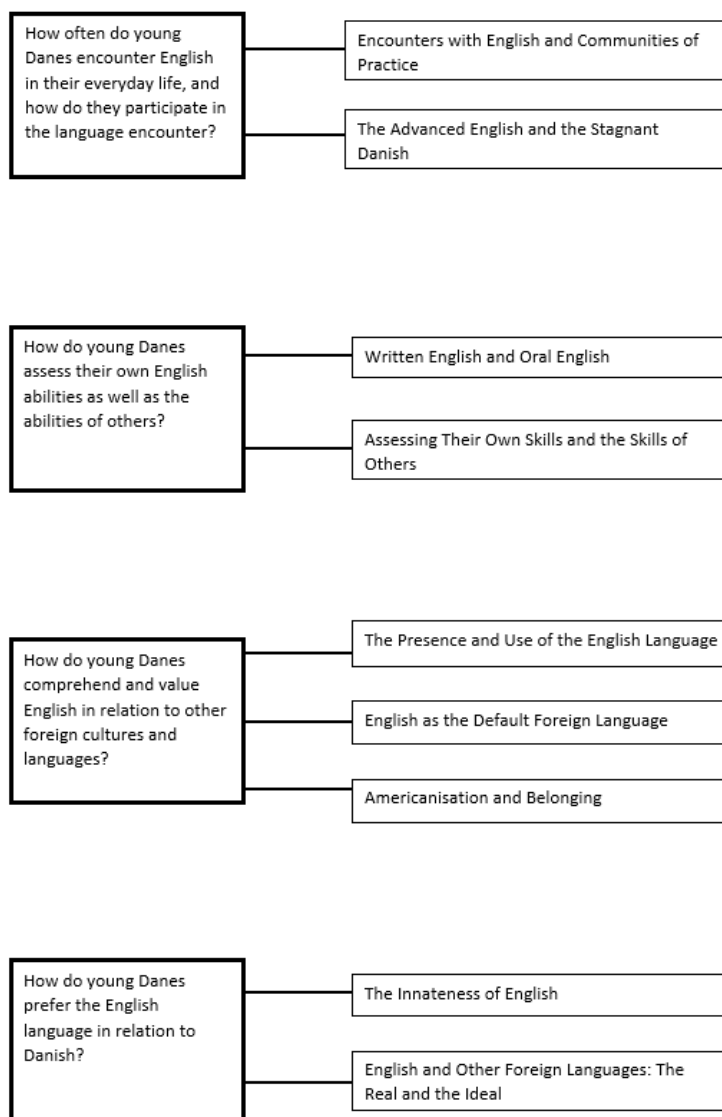 How often do young
Danes encounter English
in their everyday life, and
how do they participate in
the language encounter?
Encounters with English and Communities of
Practice
The Advanced English and the Stagnant
Danish
How do young Danes
assess their own English
abilities as well as the
abilities of others?
Written English and Oral English
Assessing Their Own Skills and the Skills of
Others
How do young Danes
comprehend and value
English in relation to other
foreign cultures and
languages?
The Presence and Use of the English Language
English as the Default Foreign Language
Americanisation and Belonging
How do young Danes
prefer the English
language in relation to
Danish?
The Innateness of English
English and Other Foreign Languages: The
Real and the Ideal